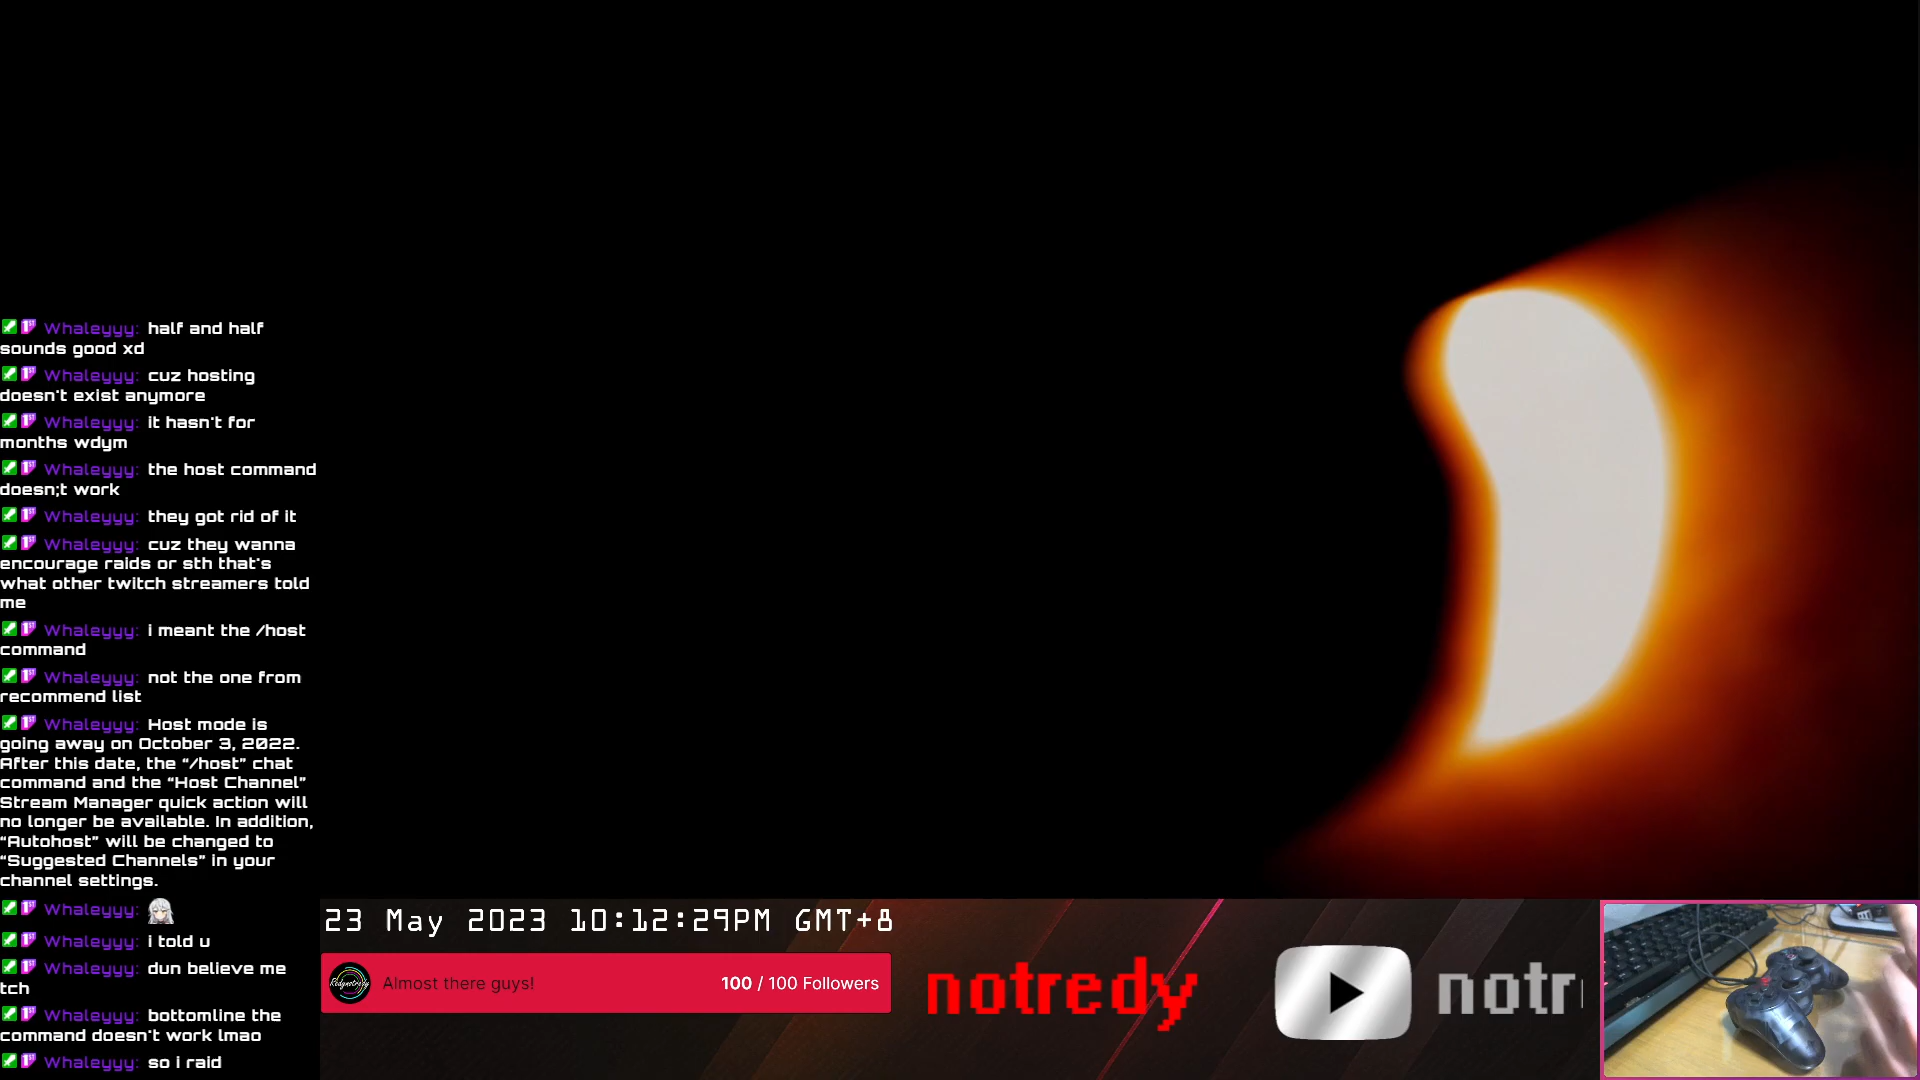 Whaleyyy: half and half
sounds good xd
Whaleyyy: cuz hosting
doesn't exist anymore
Whaleyyy: it hasn't for
months wdym
Whaleyyy: the host command
doesn;t work
Whaleyyy: they got rid of it
Whaleyyy: cuz they wanna
encourage raids or sth that's
what other twitch streamers told
me
Whaleyyy: i meant the /host
command
Whaleyyy: not the one from
recommend list
Whaleyyy: Host mode is
going away on October 3, 2022.
After this date, the “/host” chat
command and the “Host Channel”
Stream Manager quick action will
no longer be available. In addition,
“Autohost” will be changed to
“Suggested Channels” in your
channel settings.
Whaleyyy:
Whaleyyy: i told u
Whaleyyy: dun believe me
tch
Whaleyyy: bottomline the
command doesn't work lmao
Whaleyyy: so i raid
23 May 2023 10:12:29PM GMT+8
Redynotredy
Almost there guys!
100 / 100 Followers
notredy
notr